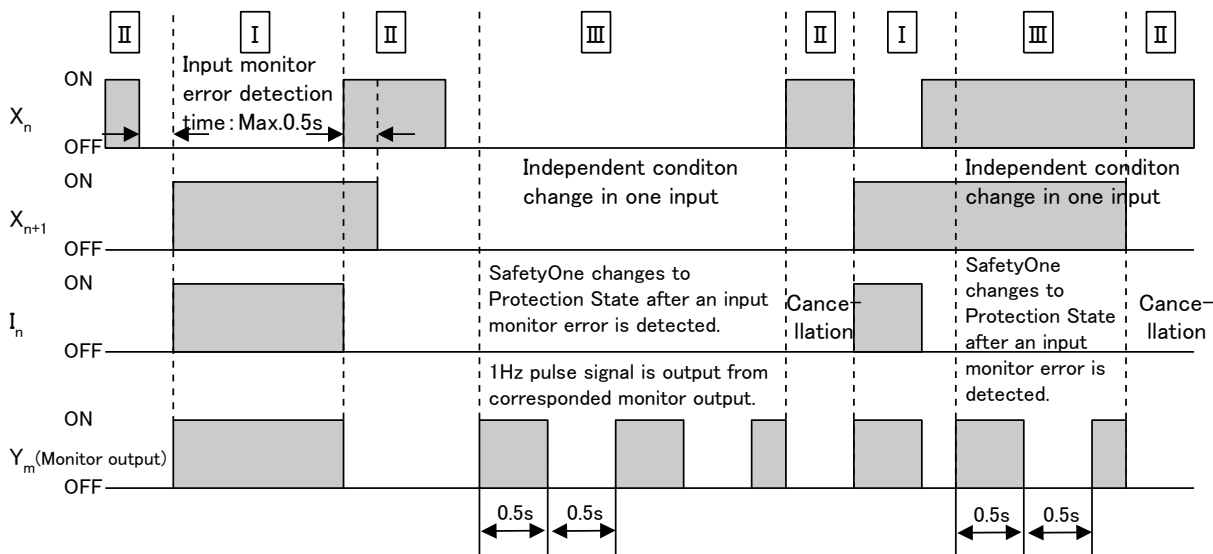 Ⅱ Ⅰ Ⅱ Ⅲ Ⅱ Ⅰ Ⅲ Ⅱ
ON
Xn
OFF
Input monitor
error detection
time：Max.0.5s
ON
Xn+1
OFF
Independent conditon
change in one input
Independent conditon
change in one input
ON
In
OFF
SafetyOne changes to
Protection State after an input
monitor error is detected.
Cance-
llation
SafetyOne
changes to
Protection State
after an input
monitor error is
detected.
Cance-
llation
1Hz pulse signal is output from
corresponded monitor output.
ON
Ym(Monitor output)
OFF
0.5s 0.5s 0.5s 0.5s